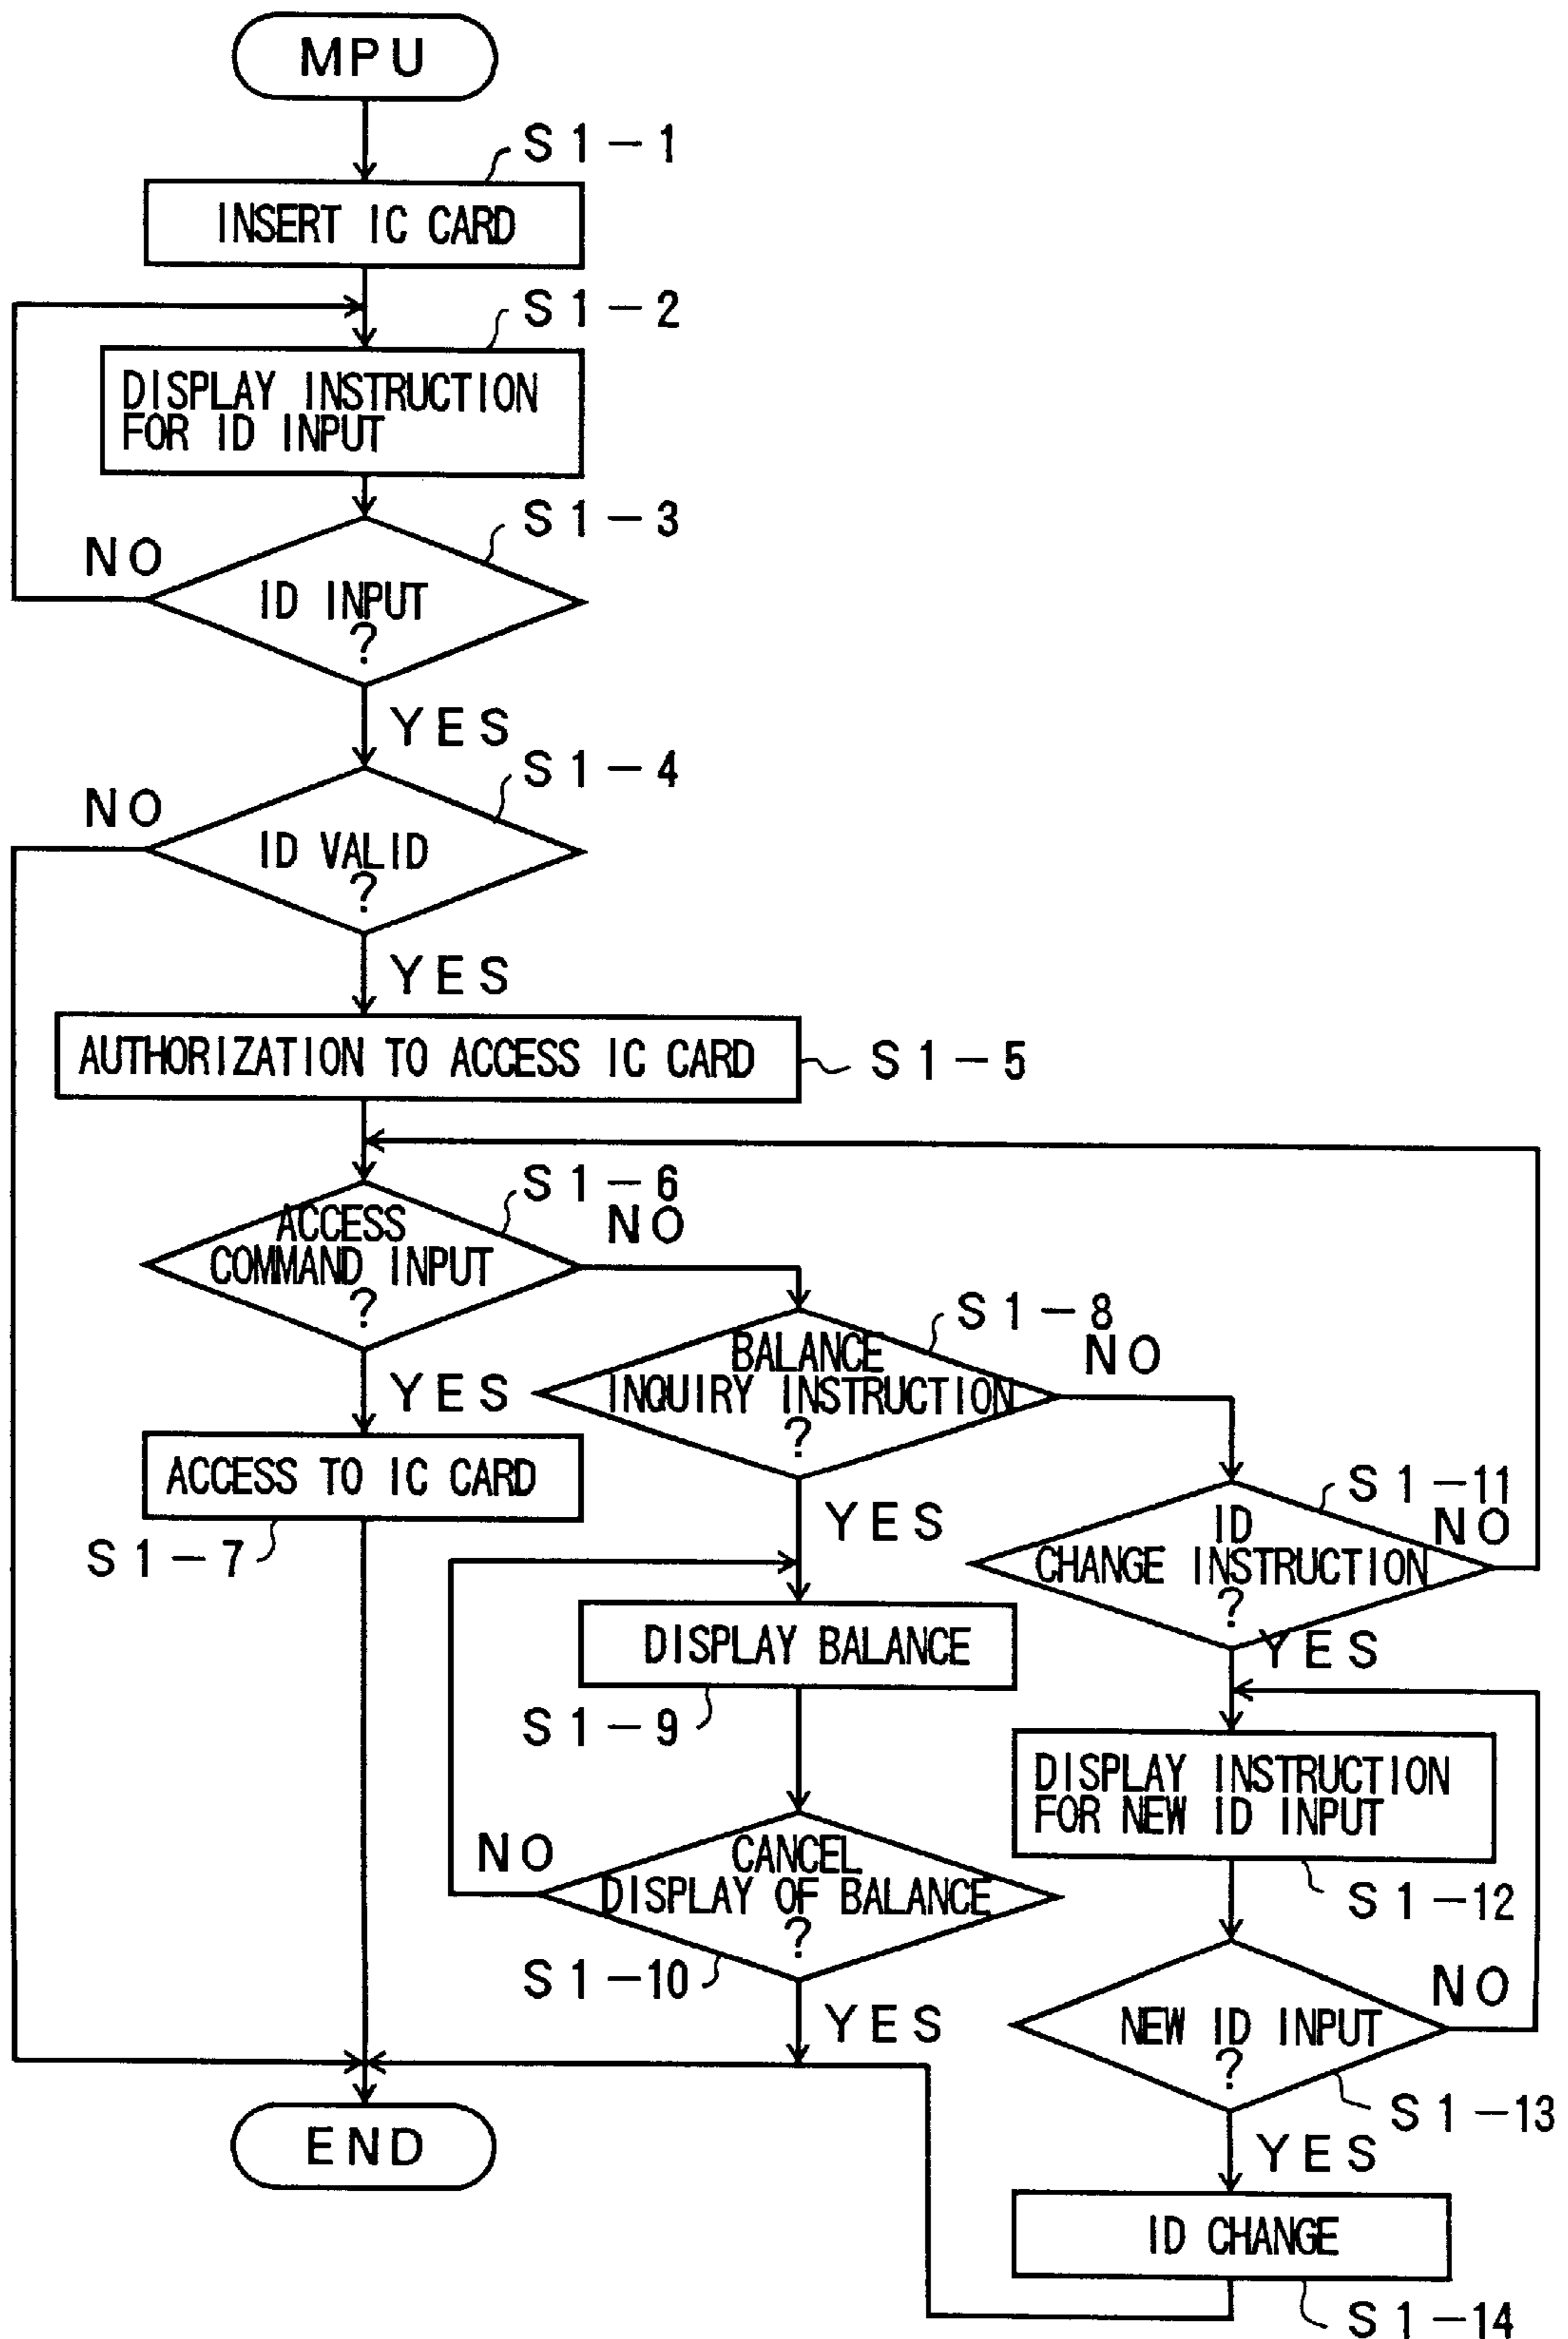 MPU
S1-1
INSERT IC CARD
S1-2
DISPLAY INSTRUCTION
FOR ID INPUT
S1-3
NO
ID INPUT
?
YES
S1-4
NO
ID VALID
?
YES
AUTHORIZATION TO ACCESS IC CARD
S1-5
S1-6
NO
ACCESS
COMMAND INPUT
?
YES
S1-8
NO
BALANCE
INQUIRY INSTRUCTION
?
ACCESS TO IC CARD
S1-7
YES
S1-11
NO
ID
CHANGE INSTRUCTION
?
YES
DISPLAY BALANCE
S1-9
DISPLAY INSTRUCTION
FOR NEW ID INPUT
S1-12
NO
CANCEL
DISPLAY OF BALANCE
?
S1-10
YES
NO
NEW ID INPUT
?
S1-13
YES
END
ID CHANGE
S1-14